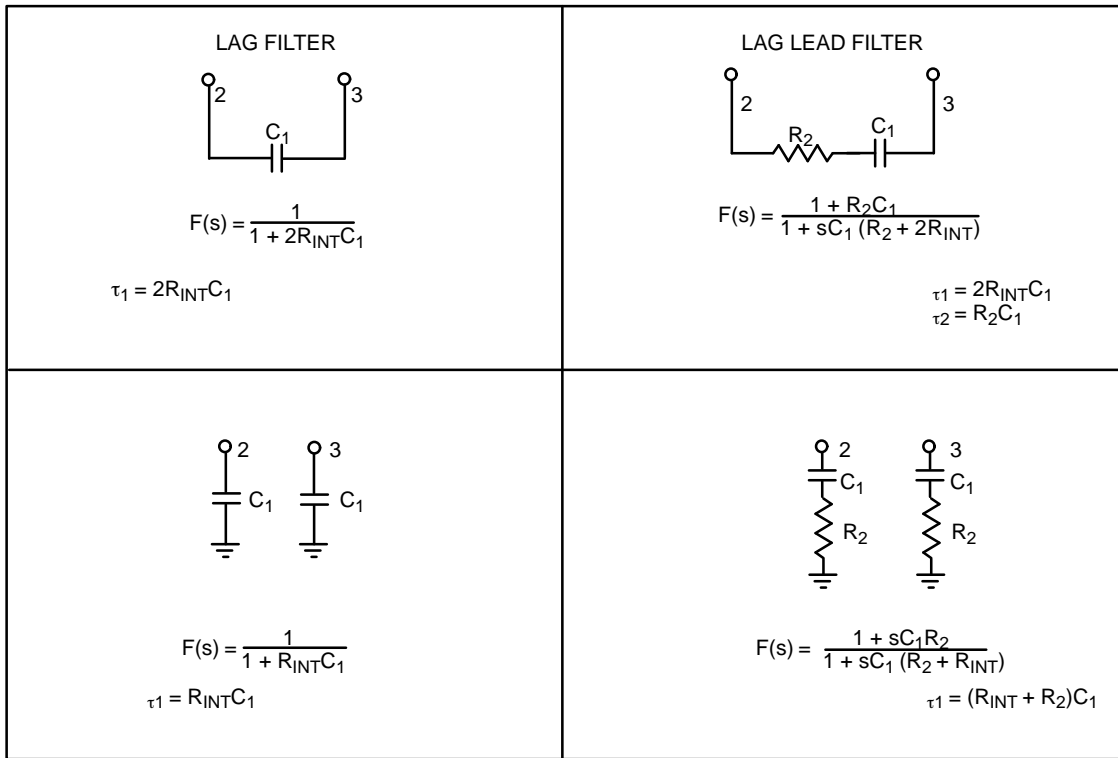 LAG FILTER
2 3
C1
F(s) = 1 / 1 + 2RINTC1
τ1 = 2RINTC1
LAG LEAD FILTER
2 3
R2 C1
F(s) = 1 + R2C1 / 1 + sC1 (R2 + 2RINT)
τ1 = 2RINTC1
τ2 = R2C1
2 3
C1 C1
F(s) = 1 / 1 + RINTC1
τ1 = RINTC1
2 3
C1 C1
R2 R2
F(s) = 1 + sC1R2 / 1 + sC1 (R2 + RINT)
τ1 = (RINT + R2)C1